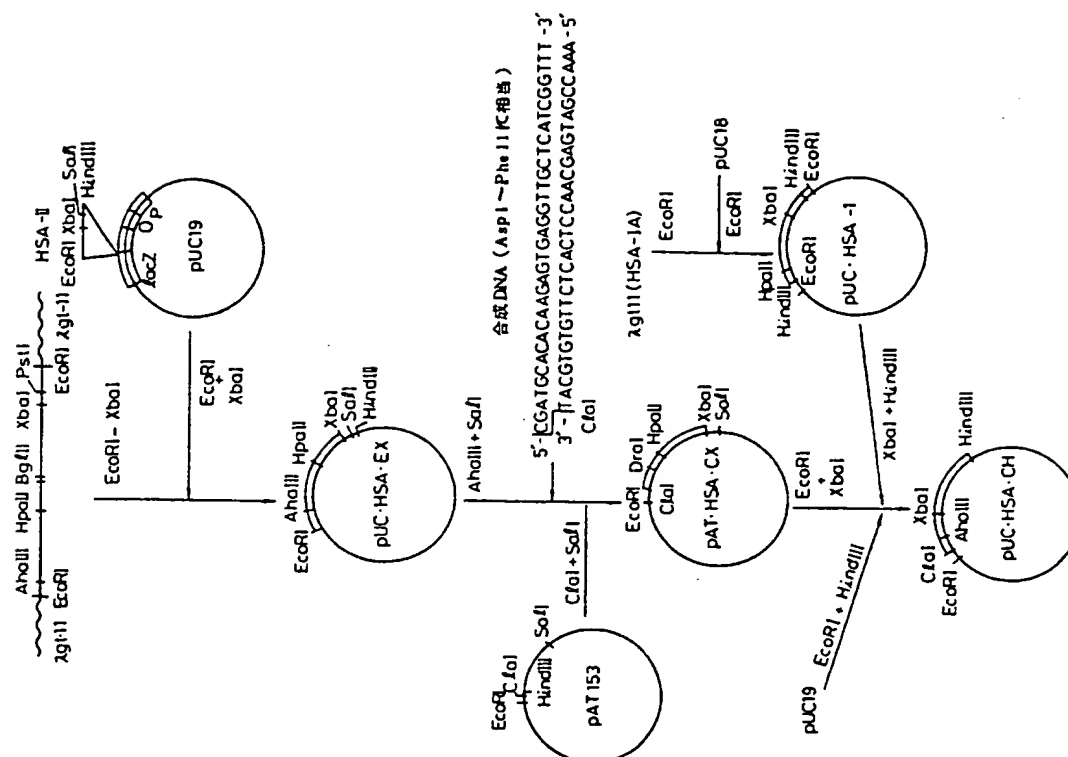 HSA-II
AhaIII HpaII BglII XbaI PstI
λgt-11 EcoRI EcoRI λgt-11
EcoRI XbaI SalI
HindIII
lacZ O P
pUC19
EcoRI - XbaI
EcoRI
+
XbaI
EcoRI AhaIII HpaII
XbaI
SalI
HindIII
pUC·HSA·EX
AhaIII + SalI
合成DNA (Asp1~Phe11に相当)
5'-CGATGCACACAAGAGTGAGGTTGCTCATCGGTTT-3'
3'-TACGTGTGTTCTCACTCCAACGAGTAGCCAAA-5'
ClaI
ClaI + SalI
EcoRI
ClaI
HindIII
SalI
pAT153
EcoRI DraI
ClaI HpaII
XbaI
SalI
pAT·HSA·CX
EcoRI
+
XbaI
λgt11 (HSA-1A)
EcoRI
pUC18
EcoRI
HpaII XbaI
HindIII HindIII
EcoRI EcoRI
pUC·HSA-1
XbaI + HindIII
pUC19
EcoRI + HindIII
ClaI XbaI
EcoRI AhaIII HindIII
pUC·HSA·CH